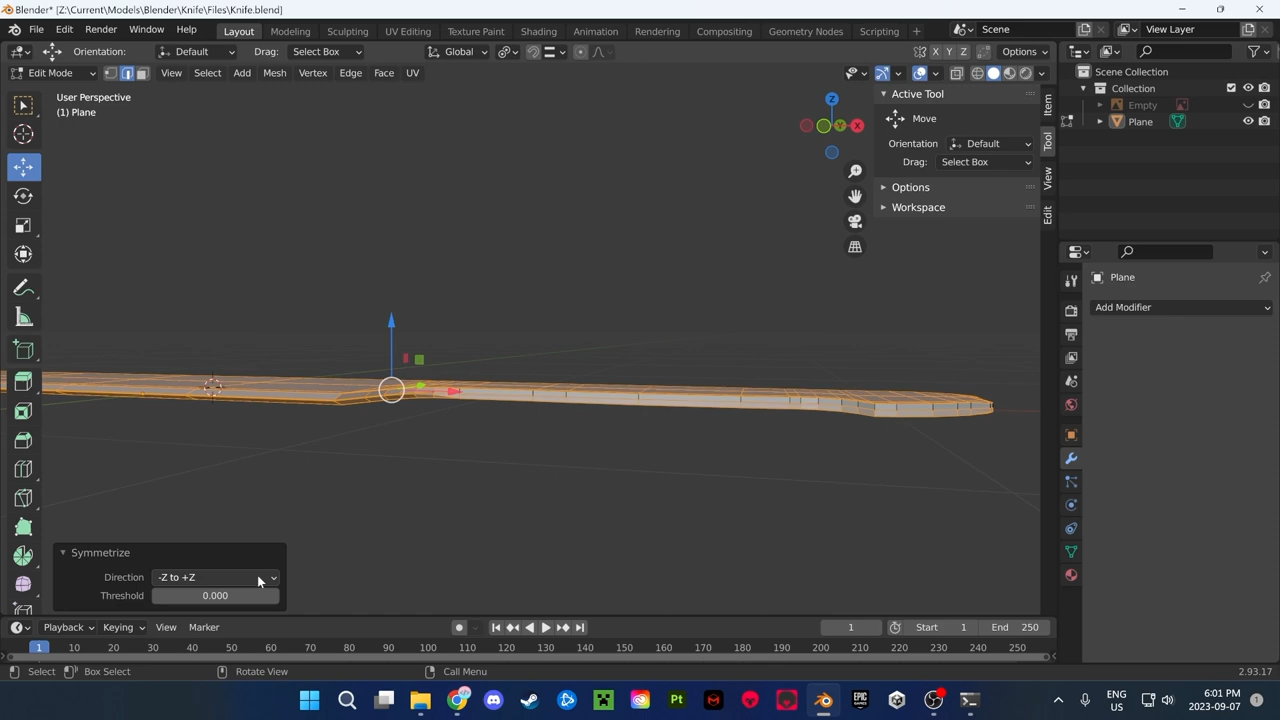 Blender* [Z:\Current\Models\Blender\Knife\Files\Knife.blend]
File Edit Render Window Help Layout Modeling Sculpting UV Editing Texture Paint Shading Animation Rendering Compositing Geometry Nodes Scripting + Scene View Layer
Orientation: Default Drag: Select Box Global X Y Z Options
Edit Mode View Select Add Mesh Vertex Edge Face UV
User Perspective
(1) Plane
Z
Y
X
Active Tool
Move
Orientation Default
Drag: Select Box
Options
Workspace
Item
Tool
View
Edit
Scene Collection
Collection
Empty
Plane
Plane
Add Modifier
Symmetrize
Direction -Z to +Z
Threshold 0.000
Playback Keying View Marker 1 Start 1 End 250
1 10 20 30 40 50 60 70 80 90 100 110 120 130 140 150 160 170 180 190 200 210 220 230 240 250
Select Box Select Rotate View Call Menu 2.93.17
Pt
EPIC GAMES
ENG
US
6:01 PM
2023-09-07
1